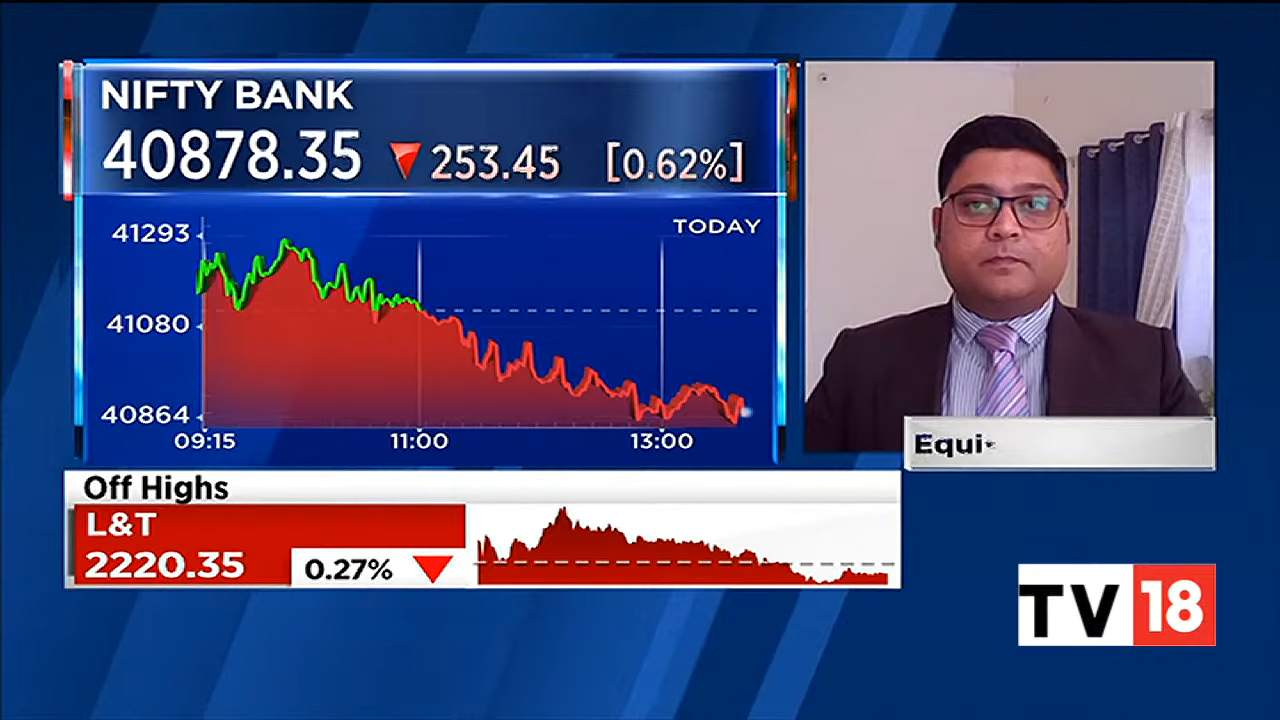 NIFTY BANK
40878.35 ▼ 253.45 [0.62%]
TODAY
41293
41080
40864
09:15 11:00 13:00
Equi
Off Highs
L&T
2220.35 0.27% ▼
TV18